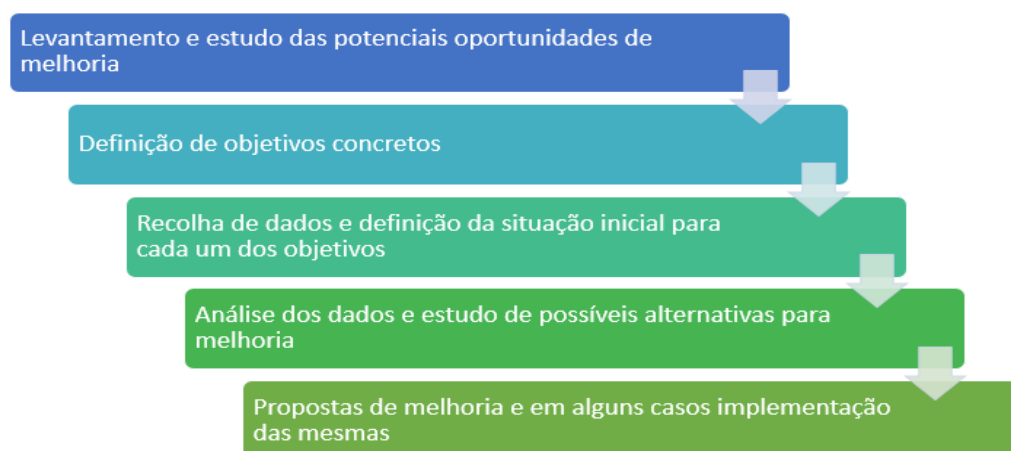 Levantamento e estudo das potenciais oportunidades de
melhoria
Definição de objetivos concretos
Recolha de dados e definição da situação inicial para
cada um dos objetivos
Análise dos dados e estudo de possíveis alternativas para
melhoria
Propostas de melhoria e em alguns casos implementação
das mesmas